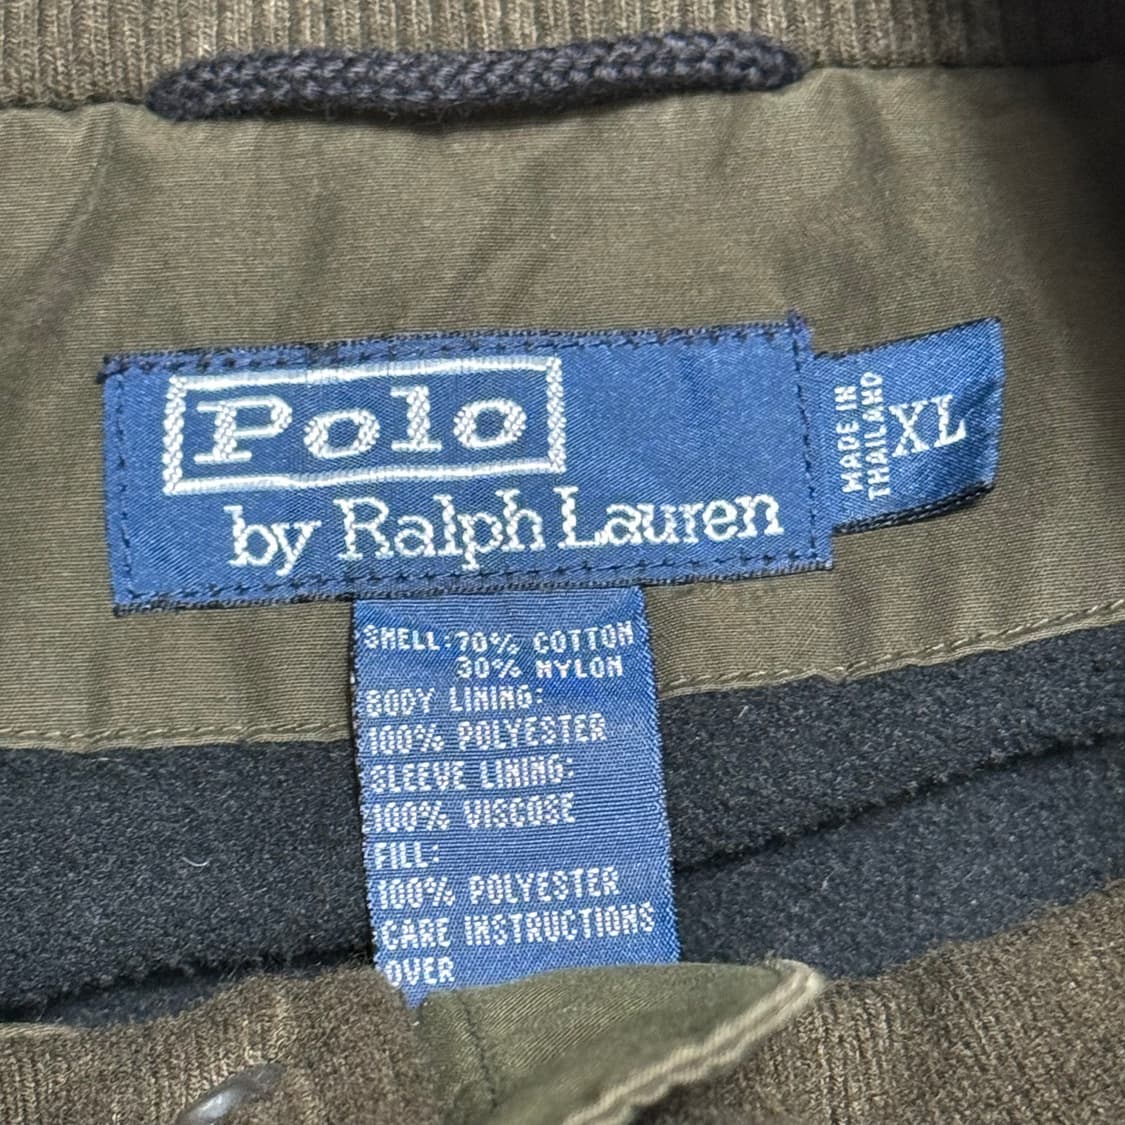 Polo
by Ralph Lauren
MADE IN
THAILAND
XL
SHELL: 70% COTTON
30% NYLON
BODY LINING:
100% POLYESTER
SLEEVE LINING:
100% VISCOSE
FILL:
100% POLYESTER
CARE INSTRUCTIONS
OVER